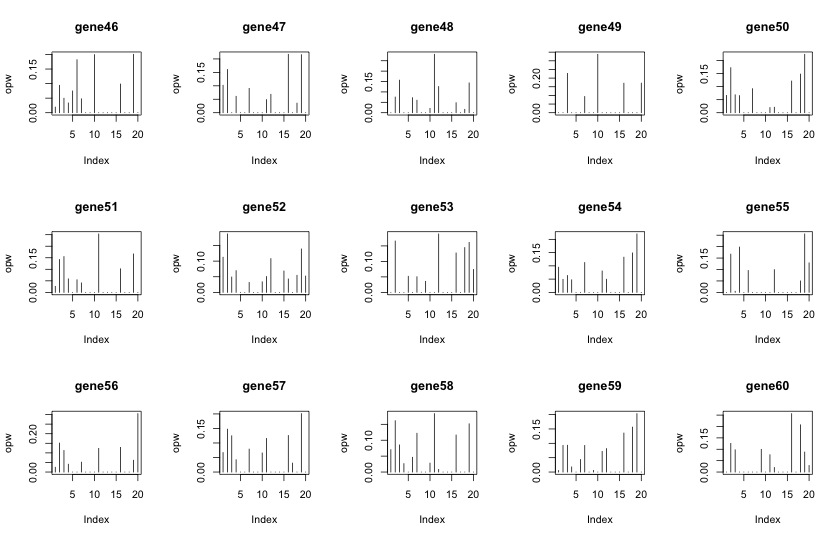 gene46 gene47 gene48 gene49 gene50
opw 0.00 0.15 opw 0.00 0.15 opw 0.00 0.15 opw 0.00 0.20 opw 0.00 0.15
5 10 15 20 5 10 15 20 5 10 15 20 5 10 15 20 5 10 15 20
Index Index Index Index Index
gene51 gene52 gene53 gene54 gene55
opw 0.00 0.15 opw 0.00 0.10 opw 0.00 0.10 opw 0.00 0.15 opw 0.00 0.15
5 10 15 20 5 10 15 20 5 10 15 20 5 10 15 20 5 10 15 20
Index Index Index Index Index
gene56 gene57 gene58 gene59 gene60
opw 0.00 0.20 opw 0.00 0.15 opw 0.00 0.10 opw 0.00 0.15 opw 0.00 0.15
5 10 15 20 5 10 15 20 5 10 15 20 5 10 15 20 5 10 15 20
Index Index Index Index Index